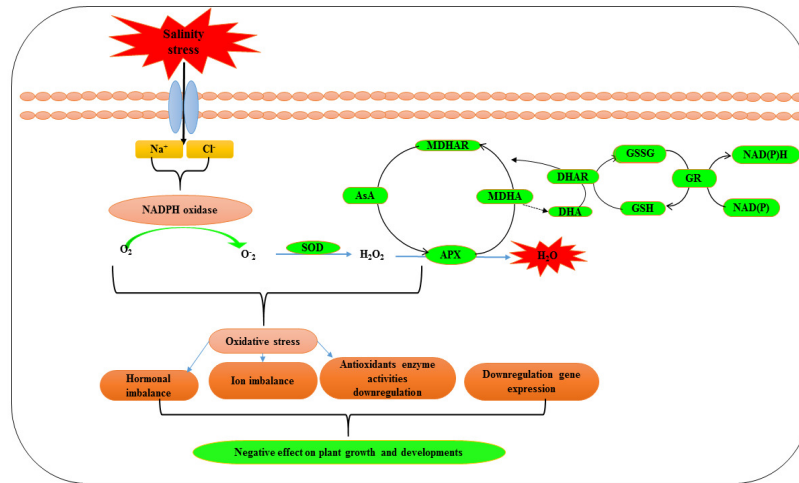 Salinity
stress
Na⁺ Cl⁻
NADPH oxidase
O₂
O⁻₂
SOD
H₂O₂
APX
H₂O
MDHAR
AsA
MDHA
DHA
DHAR
GSSG
GSH
GR
NAD(P)H
NAD(P)
Oxidative stress
Hormonal
imbalance
Ion imbalance
Antioxidants enzyme
activities
downregulation
Downregulation gene
expression
Negative effect on plant growth and developments